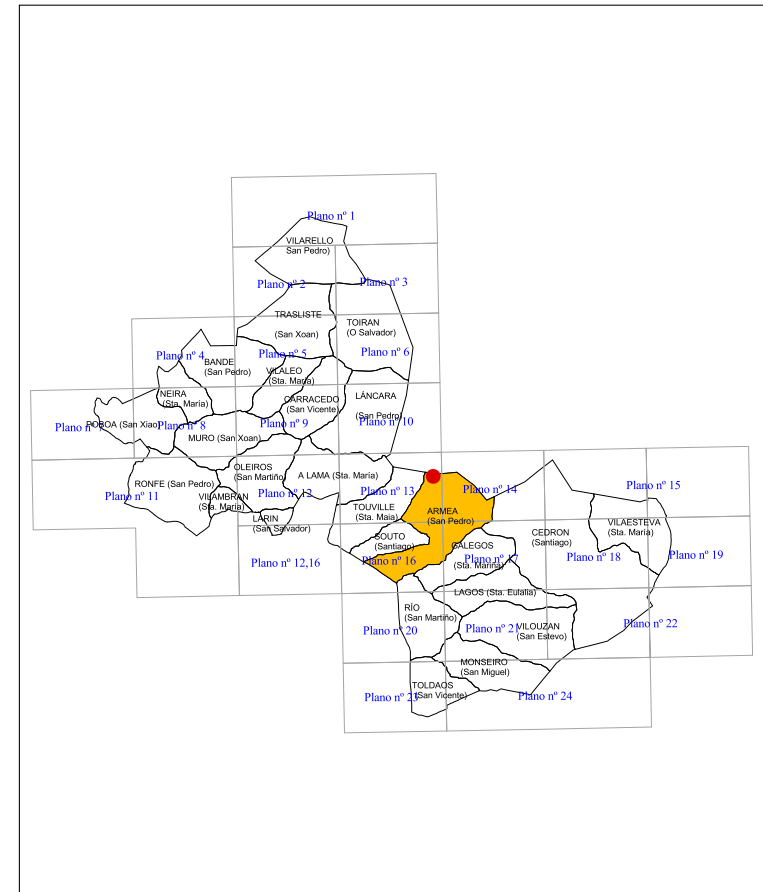 Plano nº 1
VILARELLO
San Pedro)
Plano nº 2
Plano nº 3
TRASLISTE
(San Xoan)
TOIRAN
(O Salvador)
Plano nº 4
BANDE
(San Pedro)
Plano nº 5
Plano nº 6
VILALEO
(Sta. María)
NEIRA
(Sta. María)
CARRACEDO
(San Vicente)
LÁNCARA
(San Pedro)
Plano nº 7
POBOA (San Xiao)
Plano nº 8
MURO (San Xoan)
Plano nº 9
Plano nº 10
OLEIROS
(San Martiño)
A LAMA (Sta. María)
RONFE (San Pedro)
Plano nº 11
VILAMBRAN
(Sta. María)
Plano nº 12
Plano nº 13
Plano nº 14
Plano nº 15
LARIN
(San Salvador)
TOUVILLE
(Sta. Maia)
ARMEA
(San Pedro)
VILAESTEVA
(Sta. María)
SOUTO
(Santiago)
CEDRON
(Santiago)
GALEGOS
(Sta. Mariña)
Plano nº 12,16
Plano nº 16
Plano nº 17
Plano nº 18
Plano nº 19
LAGOS (Sta. Eulalia)
RÍO
(San Martiño)
Plano nº 20
Plano nº 21
VILOUZAN
(San Estevo)
Plano nº 22
MONSEIRO
(San Miguel)
TOLDAOS
(San Vicente)
Plano nº 23
Plano nº 24